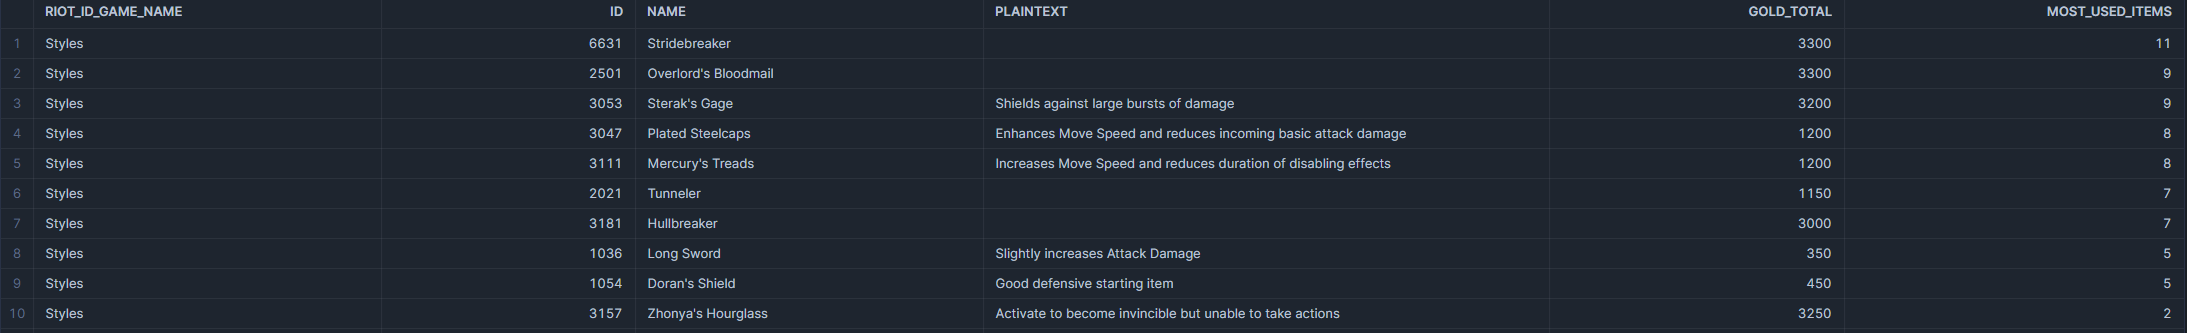 RIOT_ID_GAME_NAME ID NAME PLAINTEXT GOLD_TOTAL MOST_USED_ITEMS
1 Styles 6631 Stridebreaker 3300 11
2 Styles 2501 Overlord's Bloodmail 3300 9
3 Styles 3053 Sterak's Gage Shields against large bursts of damage 3200 9
4 Styles 3047 Plated Steelcaps Enhances Move Speed and reduces incoming basic attack damage 1200 8
5 Styles 3111 Mercury's Treads Increases Move Speed and reduces duration of disabling effects 1200 8
6 Styles 2021 Tunneler 1150 7
7 Styles 3181 Hullbreaker 3000 7
8 Styles 1036 Long Sword Slightly increases Attack Damage 350 5
9 Styles 1054 Doran's Shield Good defensive starting item 450 5
10 Styles 3157 Zhonya's Hourglass Activate to become invincible but unable to take actions 3250 2